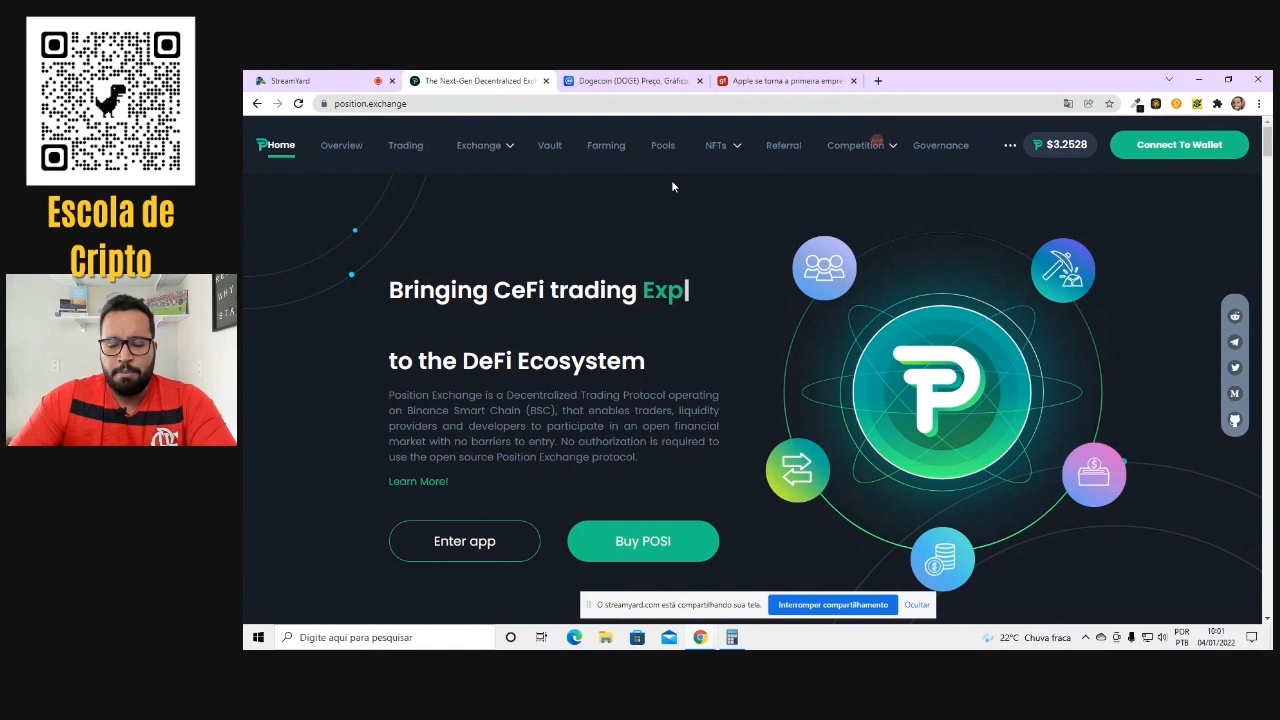 Escola de
Cripto
StreamYard
The Next-Gen Decentralized Exc
Dogecoin (DOGE) Preço, Gráfico,
Apple se torna a primeira empre
position.exchange
Home
Overview
Trading
Exchange
Vault
Farming
Pools
NFTs
Referral
Competition
Governance
$3.2528
Connect To Wallet
Bringing CeFi trading Exp|
to the DeFi Ecosystem
Position Exchange is a Decentralized Trading Protocol operating
on Binance Smart Chain (BSC), that enables traders, liquidity
providers and developers to participate in an open financial
market with no barriers to entry. No authorization is required to
use the open source Position Exchange protocol.
Learn More!
Enter app
Buy POSI
O streamyard.com está compartilhando sua tela.
Interromper compartilhamento
Ocultar
Digite aqui para pesquisar
22°C Chuva fraca
POR
PTB
10:01
04/01/2022